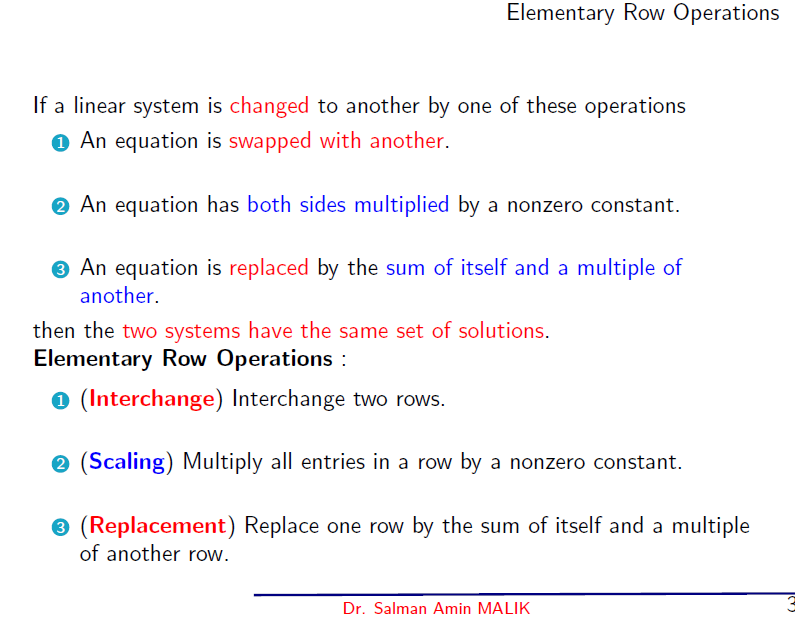 Elementary Row Operations
If a linear system is changed to another by one of these operations
1 An equation is swapped with another.
2 An equation has both sides multiplied by a nonzero constant.
3 An equation is replaced by the sum of itself and a multiple of
another.
then the two systems have the same set of solutions.
Elementary Row Operations :
1 (Interchange) Interchange two rows.
2 (Scaling) Multiply all entries in a row by a nonzero constant.
3 (Replacement) Replace one row by the sum of itself and a multiple
of another row.
Dr. Salman Amin MALIK